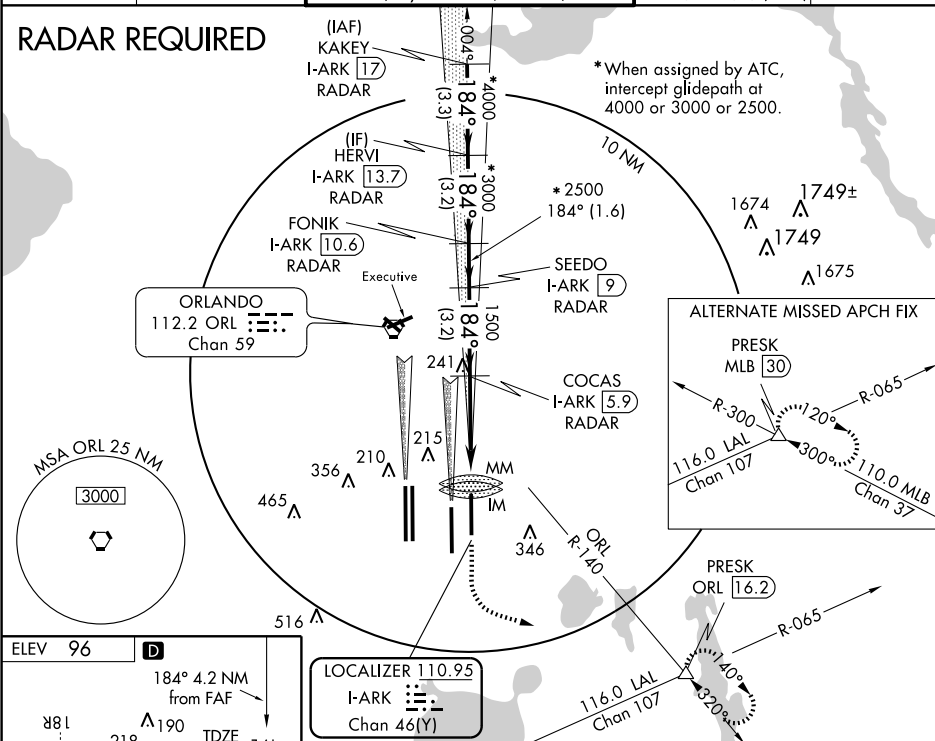 RADAR REQUIRED
(IAF)
KAKEY
I-ARK 17
RADAR
004°
*4000
184°
(3.3)
*When assigned by ATC,
intercept glidepath at
4000 or 3000 or 2500.
10 NM
(IF)
HERVI
I-ARK 13.7
RADAR
*3000
184°
(3.2)
*2500
184° (1.6)
1674
1749±
1749
1675
FONIK
I-ARK 10.6
RADAR
Executive
SEEDO
I-ARK 9
RADAR
ORLANDO
112.2 ORL
Chan 59
1500
184°
(3.2)
241
COCAS
I-ARK 5.9
RADAR
ALTERNATE MISSED APCH FIX
PRESK
MLB 30
R-065
R-300
120°
300°
116.0 LAL
Chan 107
110.0 MLB
Chan 37
MSA ORL 25 NM
3000
215
210
356
465
MM
IM
346
ORL
R-140
516
PRESK
ORL 16.2
R-065
140°
320°
116.0 LAL
Chan 107
LOCALIZER 110.95
I-ARK
Chan 46(Y)
ELEV 96
D
184° 4.2 NM
from FAF
18R
190
218
TDZE